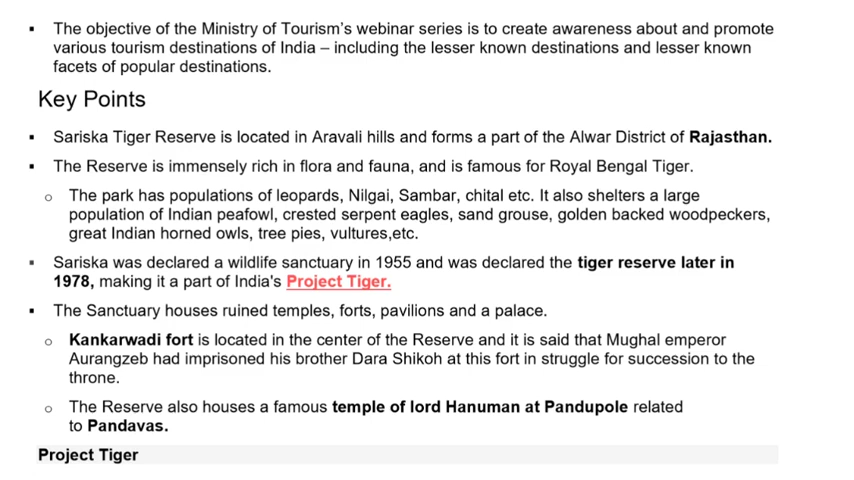 ▪ The objective of the Ministry of Tourism's webinar series is to create awareness about and promote
various tourism destinations of India – including the lesser known destinations and lesser known
facets of popular destinations.
Key Points
▪ Sariska Tiger Reserve is located in Aravali hills and forms a part of the Alwar District of Rajasthan.
▪ The Reserve is immensely rich in flora and fauna, and is famous for Royal Bengal Tiger.
o The park has populations of leopards, Nilgai, Sambar, chital etc. It also shelters a large
population of Indian peafowl, crested serpent eagles, sand grouse, golden backed woodpeckers,
great Indian horned owls, tree pies, vultures,etc.
▪ Sariska was declared a wildlife sanctuary in 1955 and was declared the tiger reserve later in
1978, making it a part of India's Project Tiger.
▪ The Sanctuary houses ruined temples, forts, pavilions and a palace.
o Kankarwadi fort is located in the center of the Reserve and it is said that Mughal emperor
Aurangzeb had imprisoned his brother Dara Shikoh at this fort in struggle for succession to the
throne.
o The Reserve also houses a famous temple of lord Hanuman at Pandupole related
to Pandavas.
Project Tiger